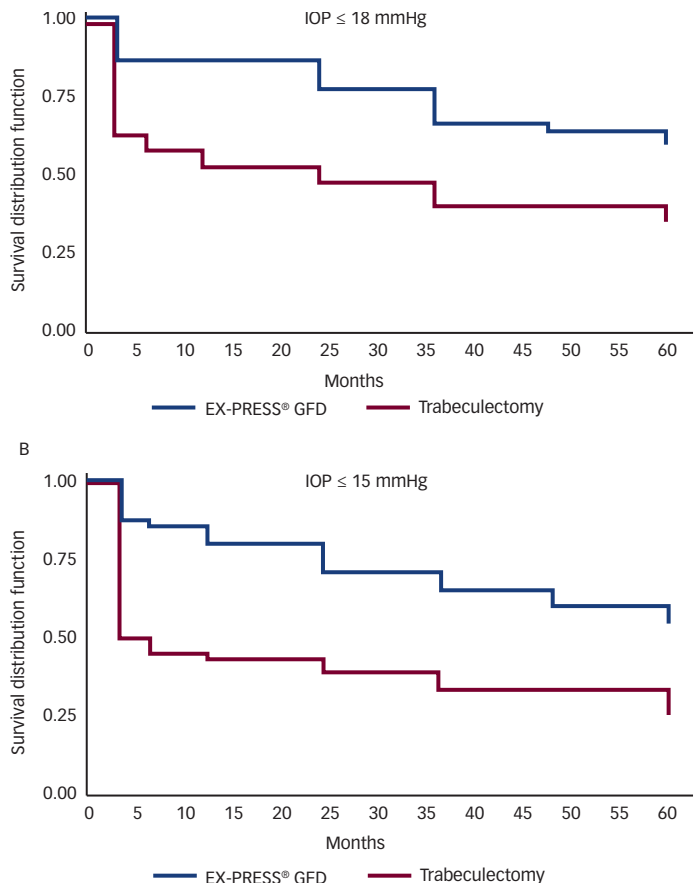 IOP ≤ 18 mmHg
1.00
0.75
0.50
0.25
0.00
Survival distribution function
0 5 10 15 20 25 30 35 40 45 50 55 60
Months
EX-PRESS® GFD Trabeculectomy
B
IOP ≤ 15 mmHg
1.00
0.75
0.50
0.25
0.00
Survival distribution function
0 5 10 15 20 25 30 35 40 45 50 55 60
Months
EX-PRESS® GFD Trabeculectomy